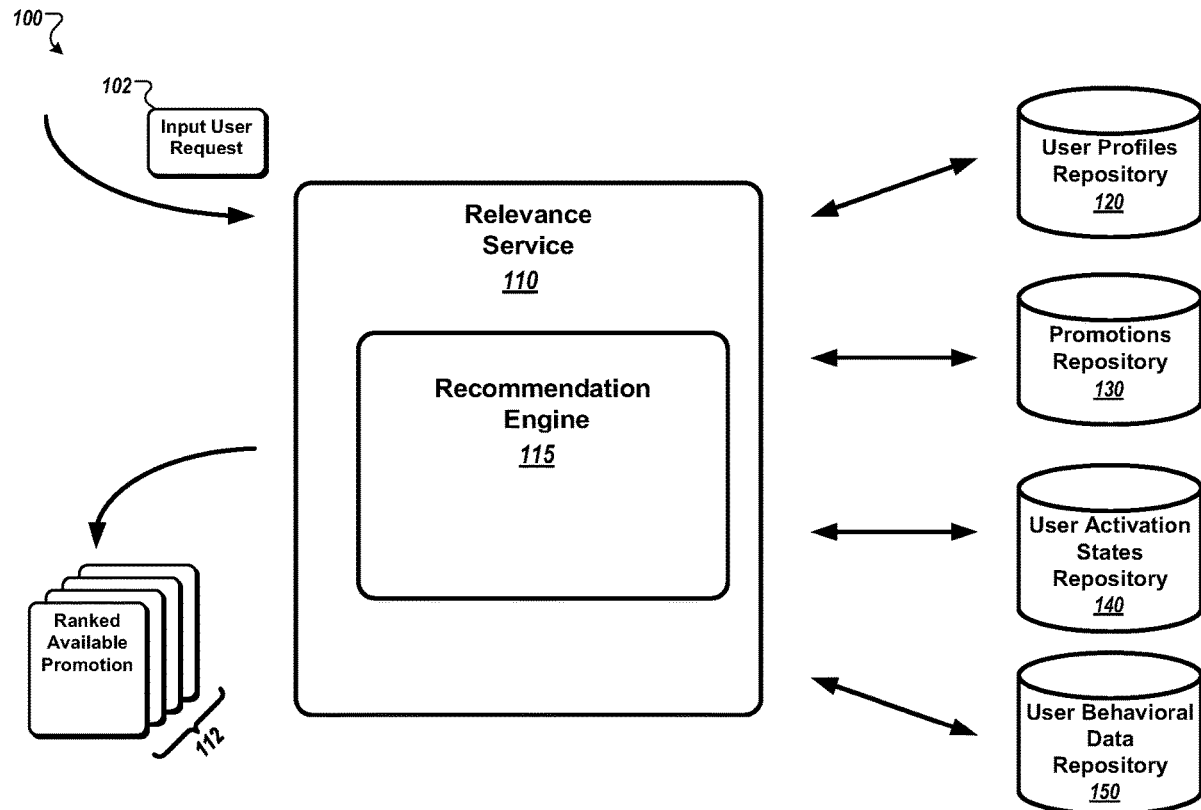 100
102
Input User
Request
Relevance
Service
110
Recommendation
Engine
115
Ranked
Available
Promotion
112
User Profiles
Repository
120
Promotions
Repository
130
User Activation
States
Repository
140
User Behavioral
Data
Repository
150